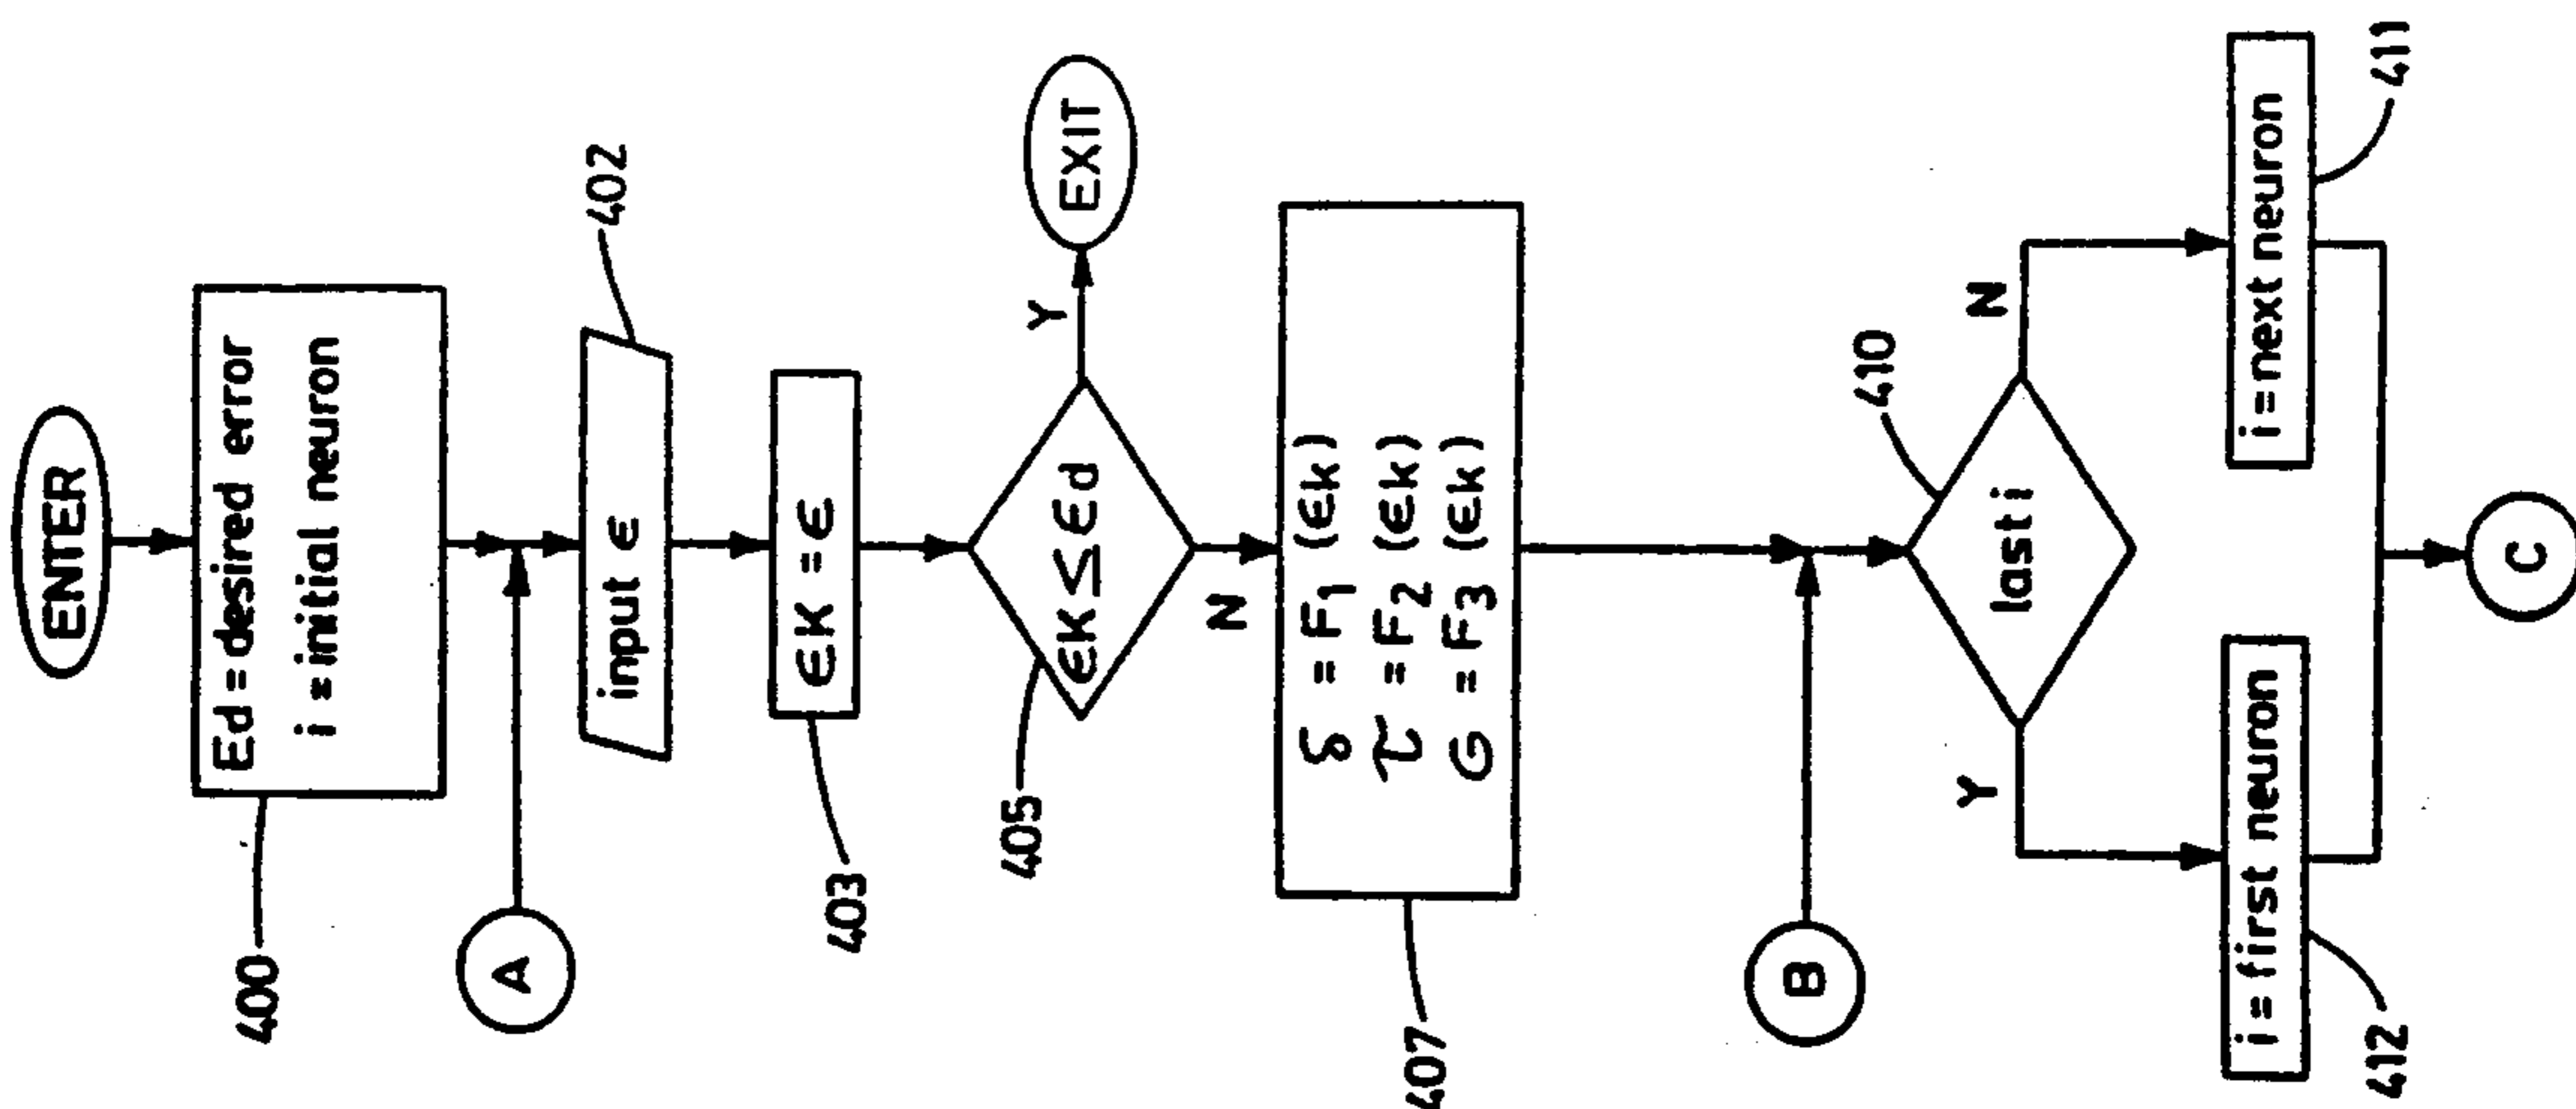 ENTER
Ed = desired error
i = initial neuron
400
A
input ϵ
402
ϵK = ϵ
403
ϵK ≤ ϵd
405
Y
EXIT
N
δ = F1 (ϵk)
τ = F2 (ϵk)
G = F3 (ϵk)
407
B
last i
410
Y
N
i = first neuron
412
i = next neuron
411
C